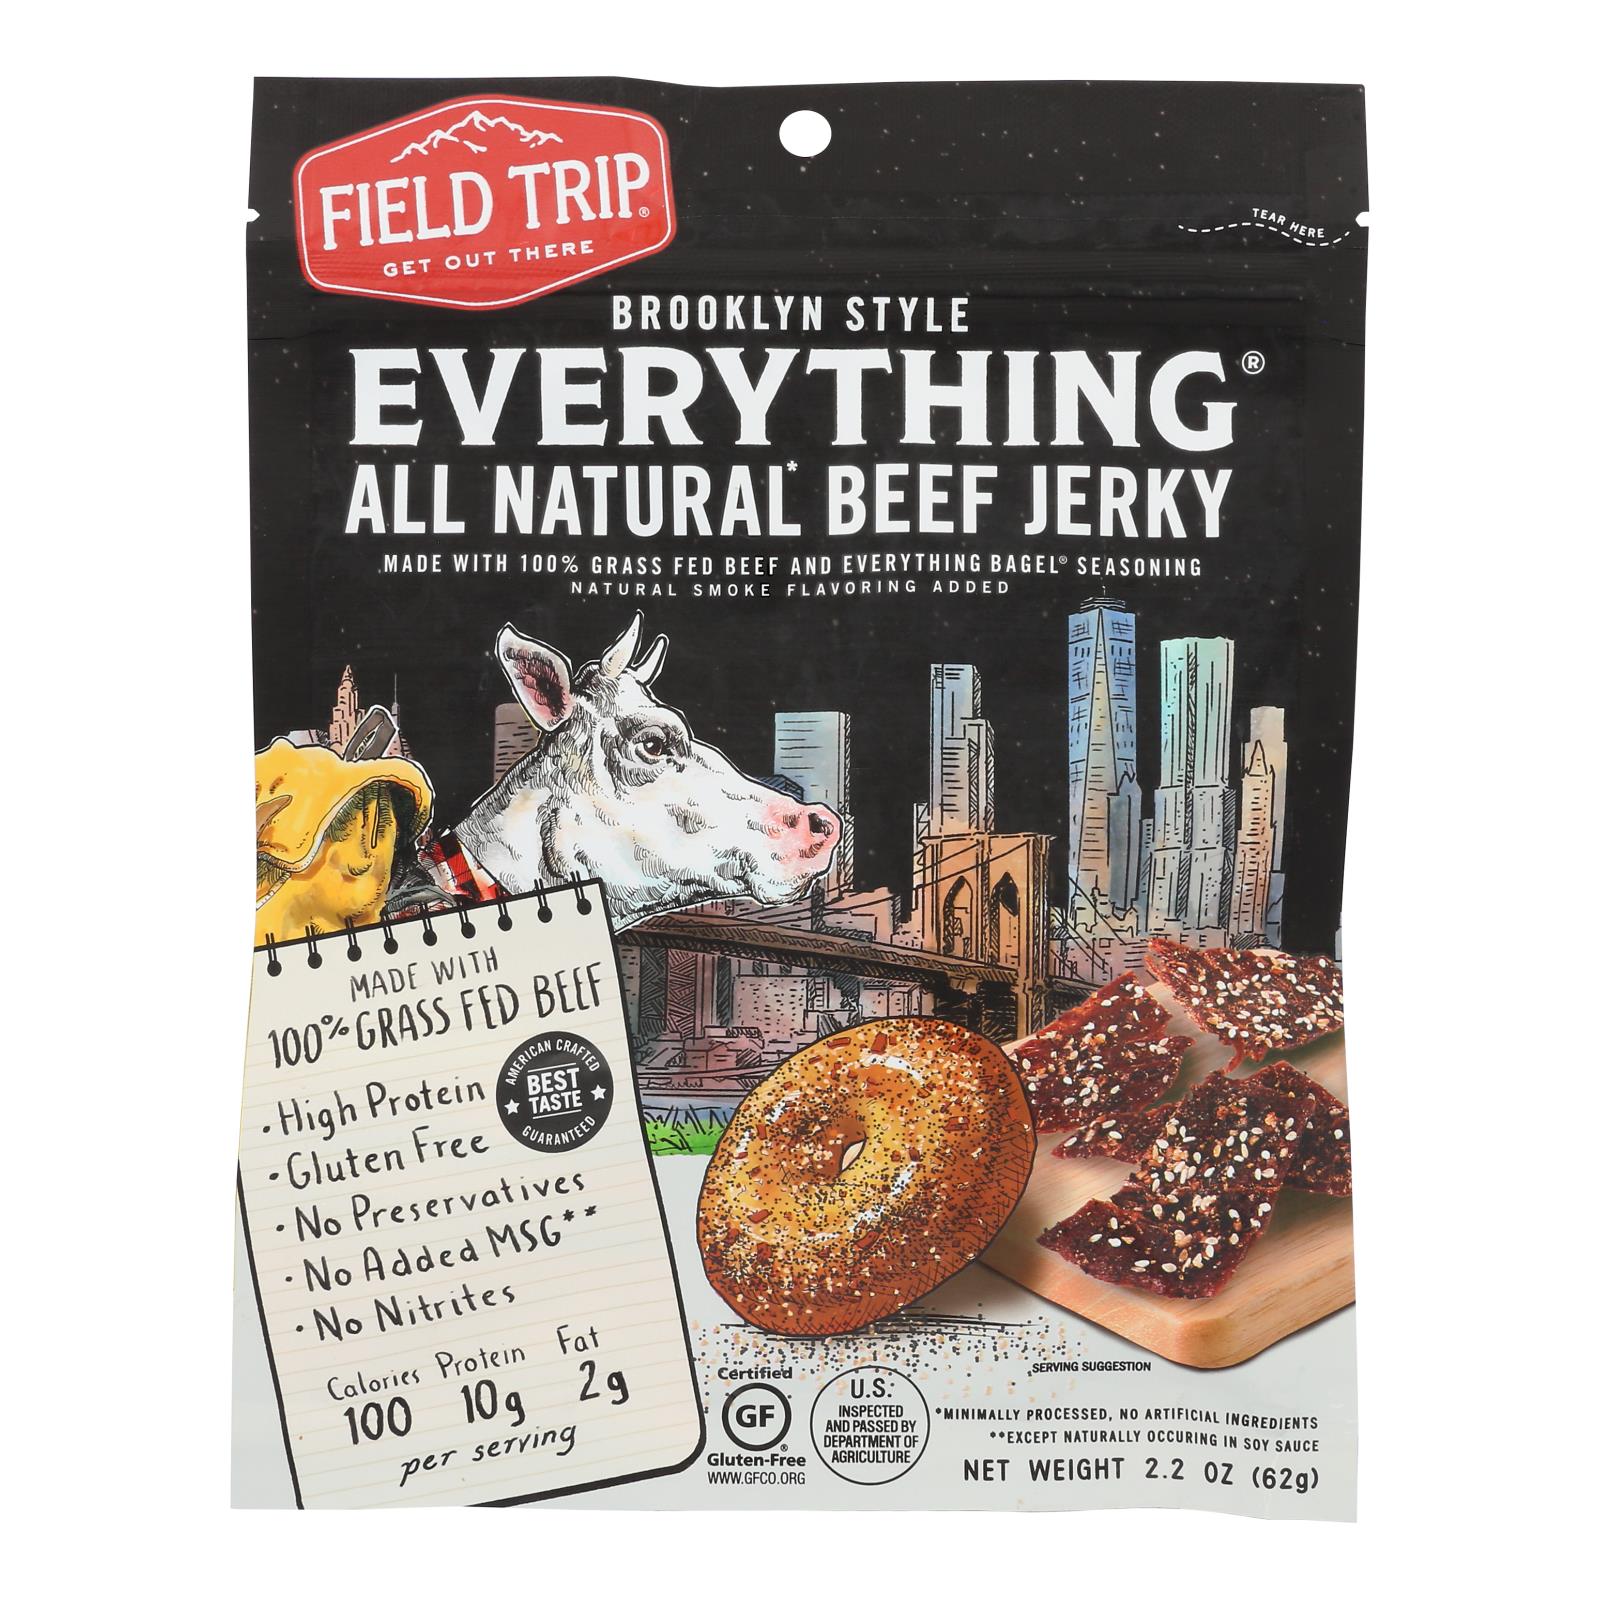 FIELD TRIP®
GET OUT THERE
TEAR HERE
BROOKLYN STYLE
EVERYTHING®
ALL NATURAL* BEEF JERKY
MADE WITH 100% GRASS FED BEEF AND EVERYTHING BAGEL® SEASONING
NATURAL SMOKE FLAVORING ADDED
MADE WITH
100% GRASS FED BEEF
AMERICAN CRAFTED
BEST
TASTE
GUARANTEED
• High Protein
• Gluten Free
• No Preservatives
• No Added MSG**
• No Nitrites
Calories Protein Fat
100 10g 2g
per serving
SERVING SUGGESTION
Certified
GF®
Gluten-Free
WWW.GFCO.ORG
U.S.
INSPECTED
AND PASSED BY
DEPARTMENT OF
AGRICULTURE
*MINIMALLY PROCESSED, NO ARTIFICIAL INGREDIENTS
**EXCEPT NATURALLY OCCURING IN SOY SAUCE
NET WEIGHT 2.2 OZ (62g)